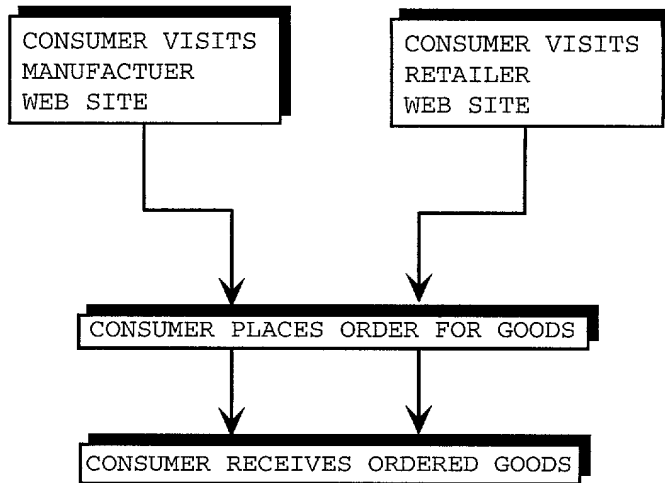 CONSUMER VISITS
MANUFACTUER
WEB SITE
CONSUMER VISITS
RETAILER
WEB SITE
CONSUMER PLACES ORDER FOR GOODS
CONSUMER RECEIVES ORDERED GOODS